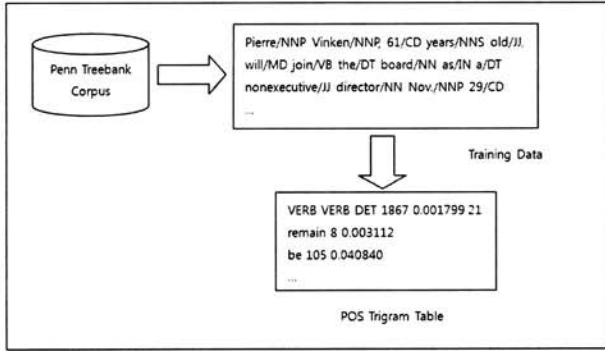 Penn Treebank
Corpus
Pierre/NNP Vinken/NNP, 61/CD years/NNS old/JJ,
will/MD join/VB the/DT board/NN as/IN a/DT
nonexecutive/JJ director/NN Nov./NNP 29/CD
...
Training Data
VERB VERB DET 1867 0.001799 21
remain 8 0.003112
be 105 0.040840
...
POS Trigram Table